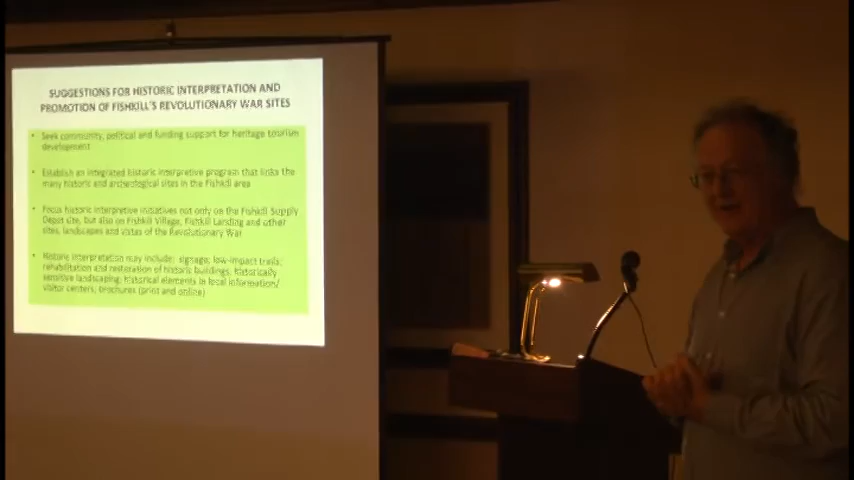 SUGGESTIONS FOR HISTORIC INTERPRETATION AND
PROMOTION OF FISHKILL'S REVOLUTIONARY WAR SITES
• Seek community, political and funding support for heritage tourism
development
• Establish an integrated historic interpretive program that links the
many historic and archeological sites in the Fishkill area
• Focus historic interpretive initiatives not only on the Fishkill Supply
Depot site, but also on Fishkill Village, Fishkill Landing and other
sites, landscapes and vistas of the Revolutionary War
• Historic interpretation may include: signage, low-impact trails;
rehabilitation and restoration of historic buildings, historically
sensitive landscaping; historical elements in local information/
visitor centers; brochures (print and online)